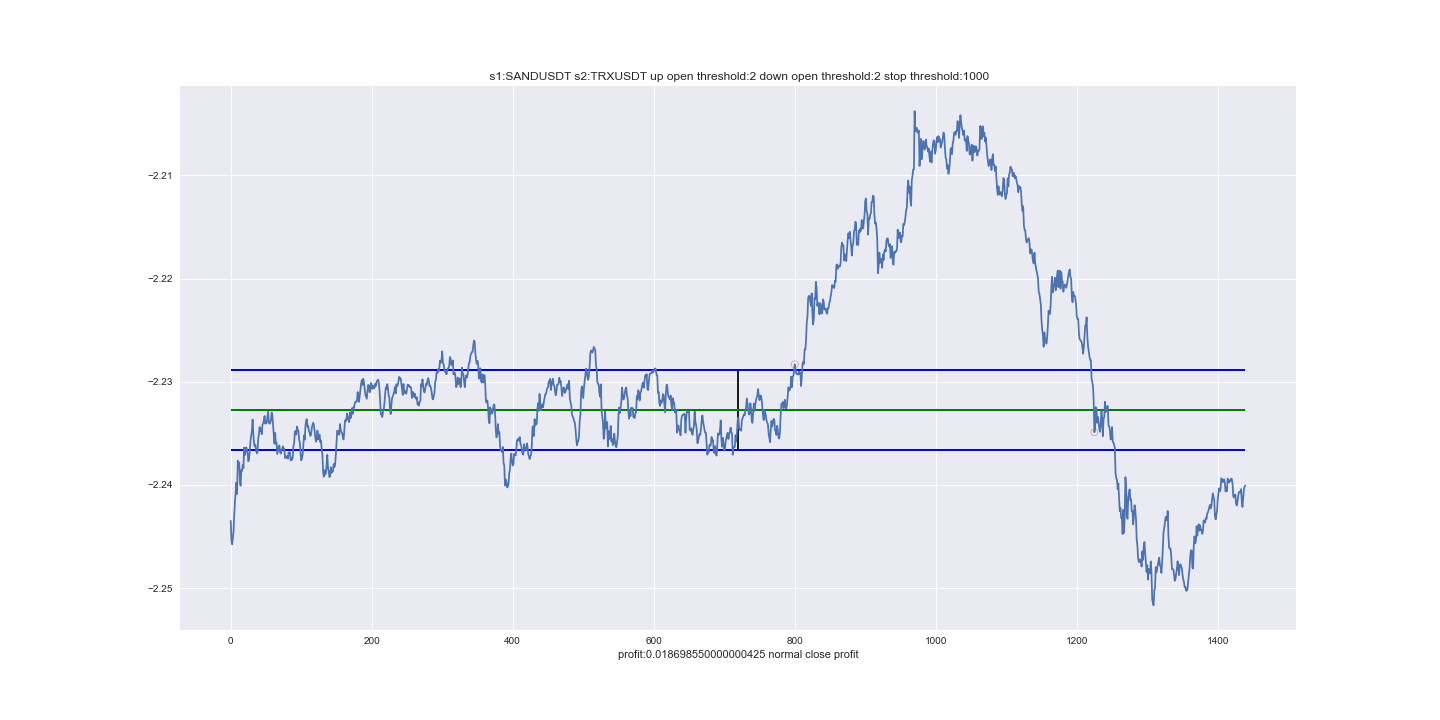 s1:SANDUSDT s2:TRXUSDT up open threshold:2 down open threshold:2 stop threshold:1000
−2.21
−2.22
−2.23
−2.24
−2.25
0 200 400 600 800 1000 1200 1400
profit:0.018698550000000425 normal close profit